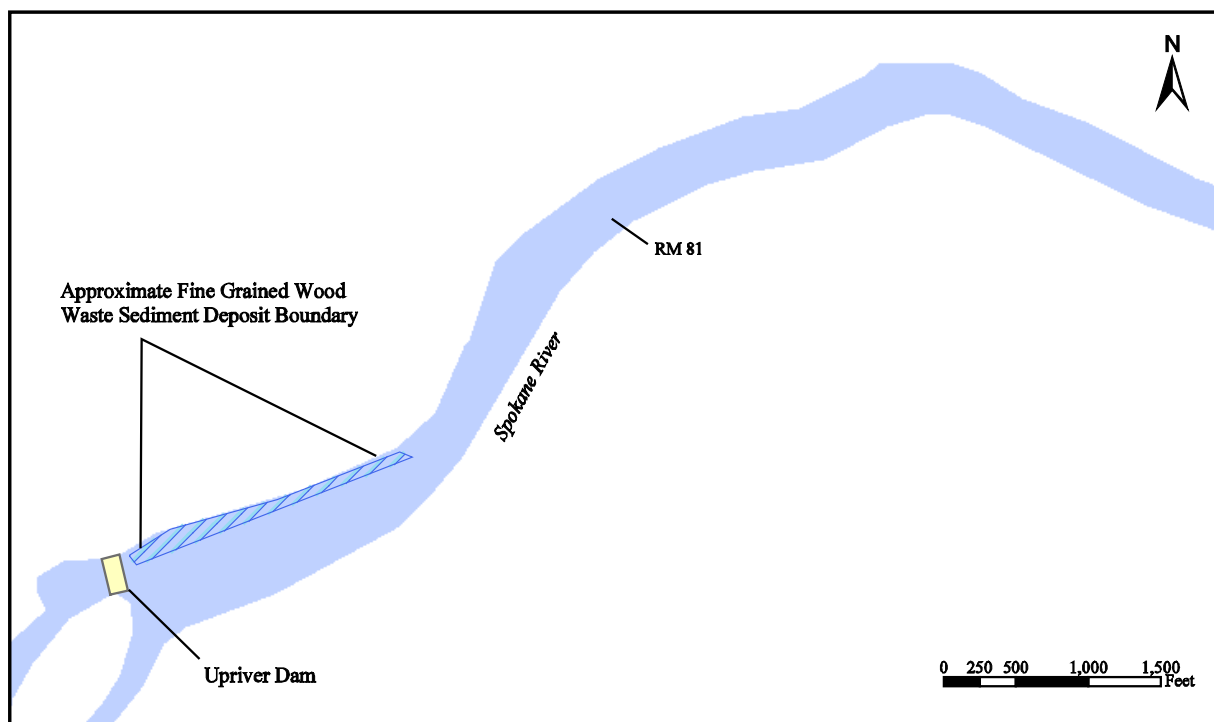 N
RM 81
Approximate Fine Grained Wood
Waste Sediment Deposit Boundary
Spokane River
Upriver Dam
0 250 500 1,000 1,500
Feet